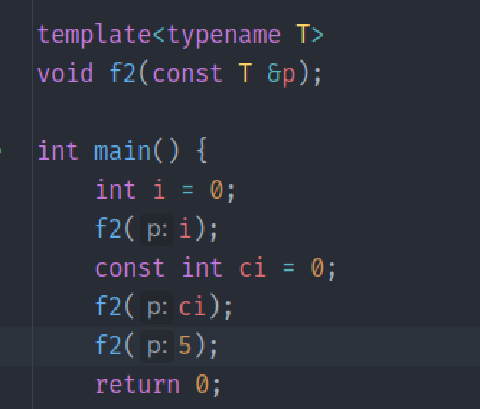 template<typename T>
void f2(const T &p);
int main() {
int i = 0;
f2( p: i);
const int ci = 0;
f2( p: ci);
f2( p: 5);
return 0;